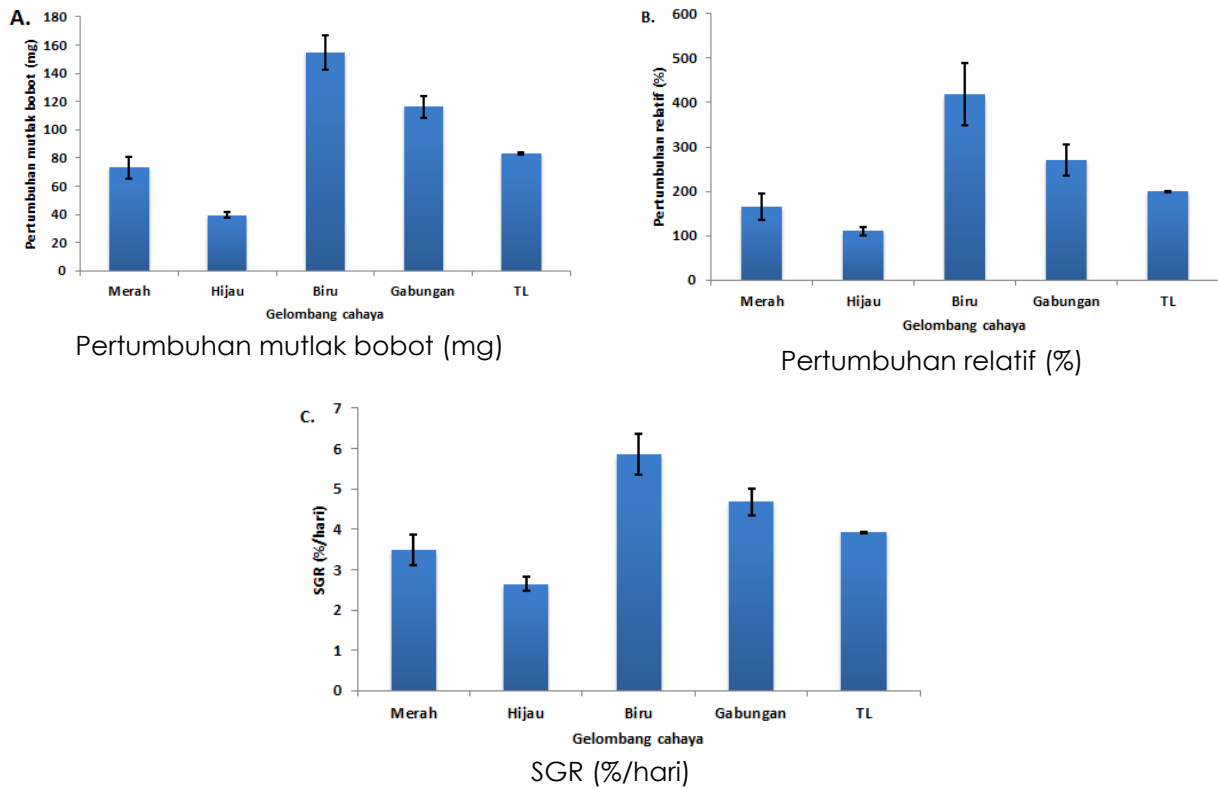 A.
Pertumbuhan mutlak bobot (mg)
180
160
140
120
100
80
60
40
20
0
Merah Hijau Biru Gabungan TL
Gelombang cahaya
Pertumbuhan mutlak bobot (mg)
B.
Pertumbuhan relatif (%)
600
500
400
300
200
100
0
Merah Hijau Biru Gabungan TL
Gelombang cahaya
Pertumbuhan relatif (%)
C.
SGR (%/hari)
7
6
5
4
3
2
1
0
Merah Hijau Biru Gabungan TL
Gelombang cahaya
SGR (%/hari)